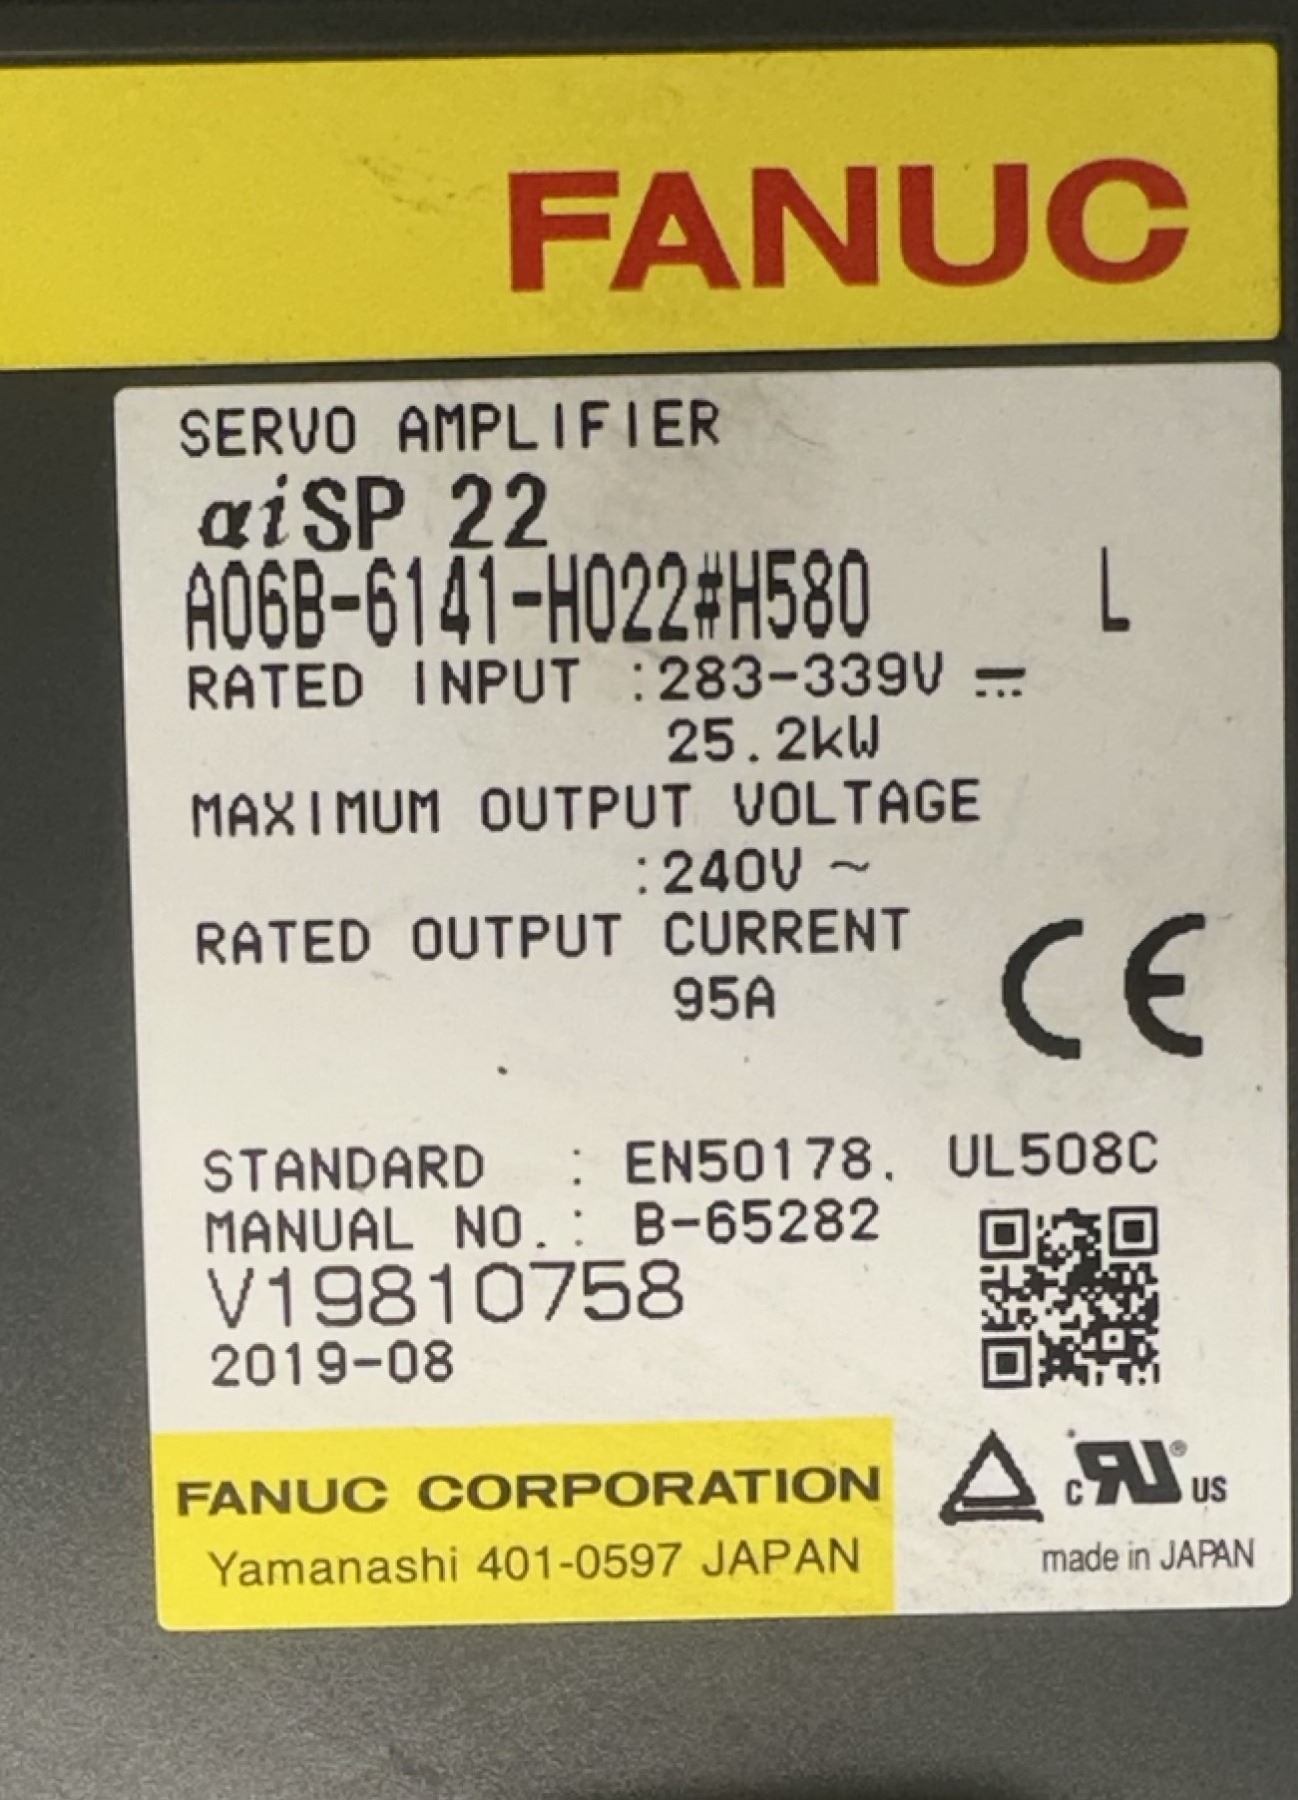 FANUC
SERVO AMPLIFIER
αiSP 22
A06B-6141-H022#H580 L
RATED INPUT :283-339V ⎓
25.2kW
MAXIMUM OUTPUT VOLTAGE
:240V ~
RATED OUTPUT CURRENT
95A
CE
STANDARD : EN50178. UL508C
MANUAL NO. : B-65282
V19810758
2019-08
FANUC CORPORATION
Yamanashi 401-0597 JAPAN
c RU® US
made in JAPAN